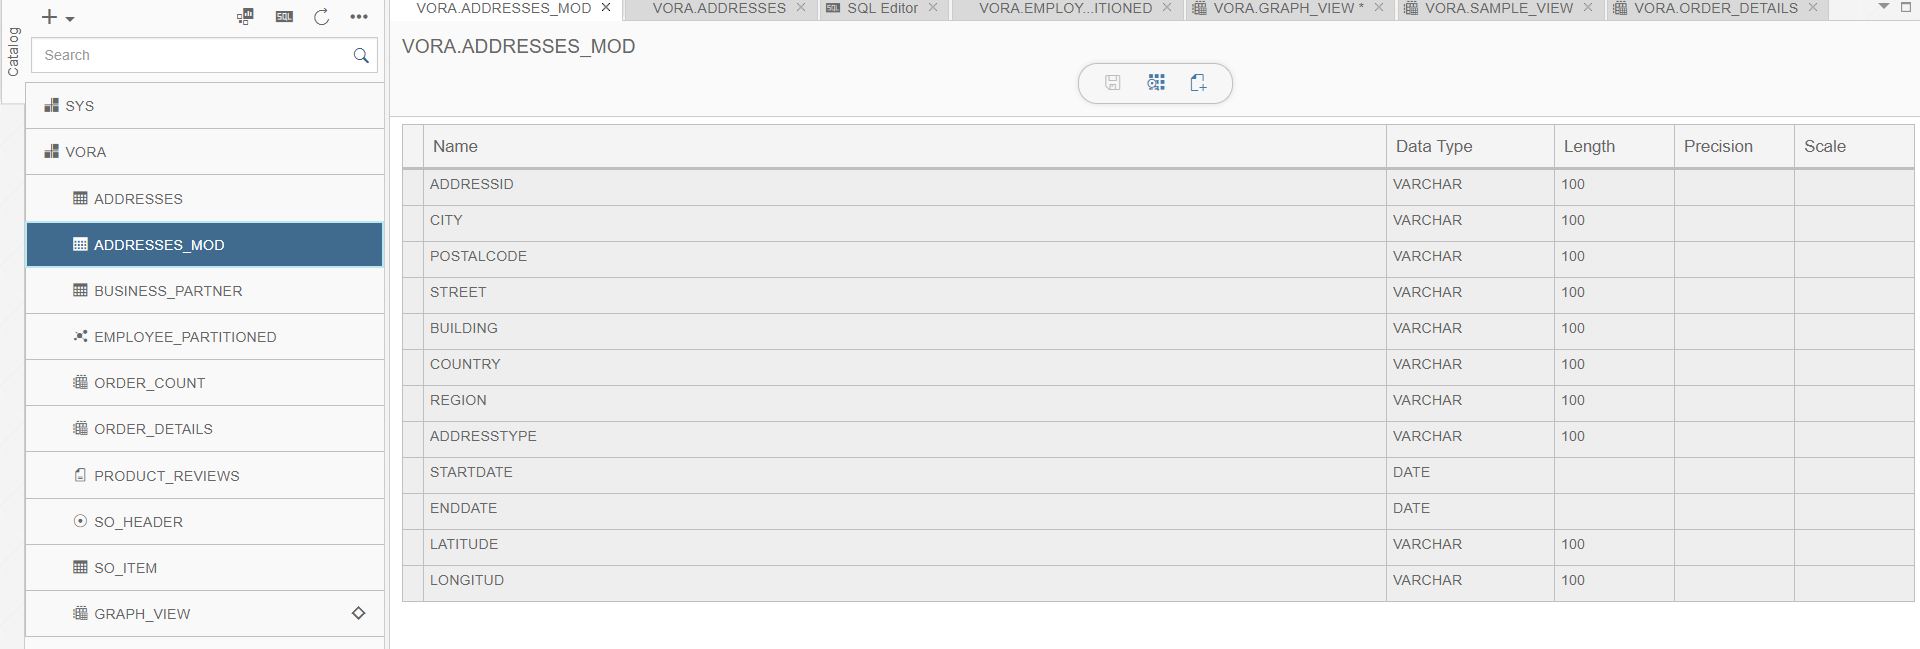 VORA.ADDRESSES_MOD VORA.ADDRESSES SQL SQL Editor VORA.EMPLOY...ITIONED VORA.GRAPH_VIEW * VORA.SAMPLE_VIEW VORA.ORDER_DETAILS
SQL
Catalog
Search
SYS
VORA
ADDRESSES
ADDRESSES_MOD
BUSINESS_PARTNER
EMPLOYEE_PARTITIONED
ORDER_COUNT
ORDER_DETAILS
PRODUCT_REVIEWS
SO_HEADER
SO_ITEM
GRAPH_VIEW
VORA.ADDRESSES_MOD
Name Data Type Length Precision Scale
ADDRESSID VARCHAR 100
CITY VARCHAR 100
POSTALCODE VARCHAR 100
STREET VARCHAR 100
BUILDING VARCHAR 100
COUNTRY VARCHAR 100
REGION VARCHAR 100
ADDRESSTYPE VARCHAR 100
STARTDATE DATE
ENDDATE DATE
LATITUDE VARCHAR 100
LONGITUD VARCHAR 100